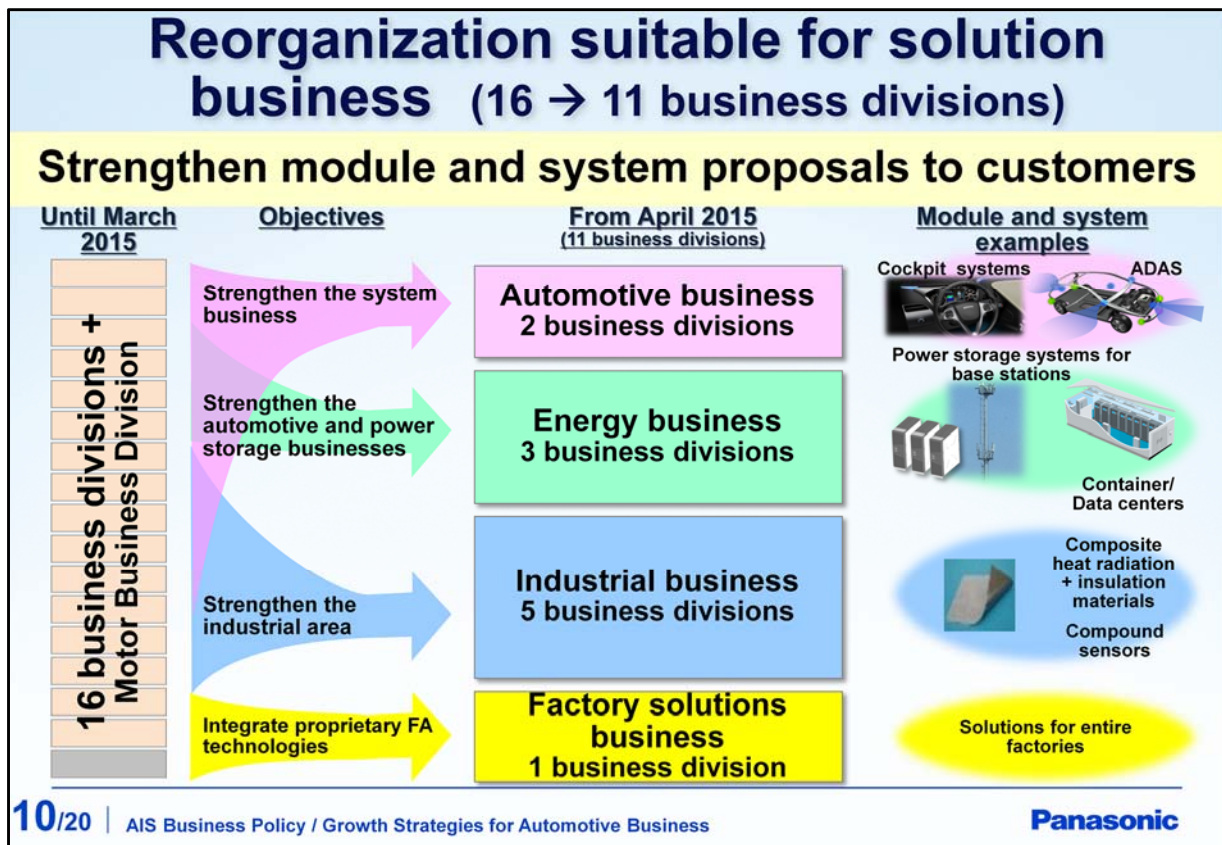 Reorganization suitable for solution
business (16 → 11 business divisions)
Strengthen module and system proposals to customers
Until March
2015
Objectives
From April 2015
(11 business divisions)
Module and system
examples
16 business divisions +
Motor Business Division
Strengthen the system
business
Automotive business
2 business divisions
Cockpit systems
ADAS
Strengthen the
automotive and power
storage businesses
Energy business
3 business divisions
Power storage systems for
base stations
Container/
Data centers
Strengthen the
industrial area
Industrial business
5 business divisions
Composite
heat radiation
+ insulation
materials
Compound
sensors
Integrate proprietary FA
technologies
Factory solutions
business
1 business division
Solutions for entire
factories
10/20 | AIS Business Policy / Growth Strategies for Automotive Business
Panasonic